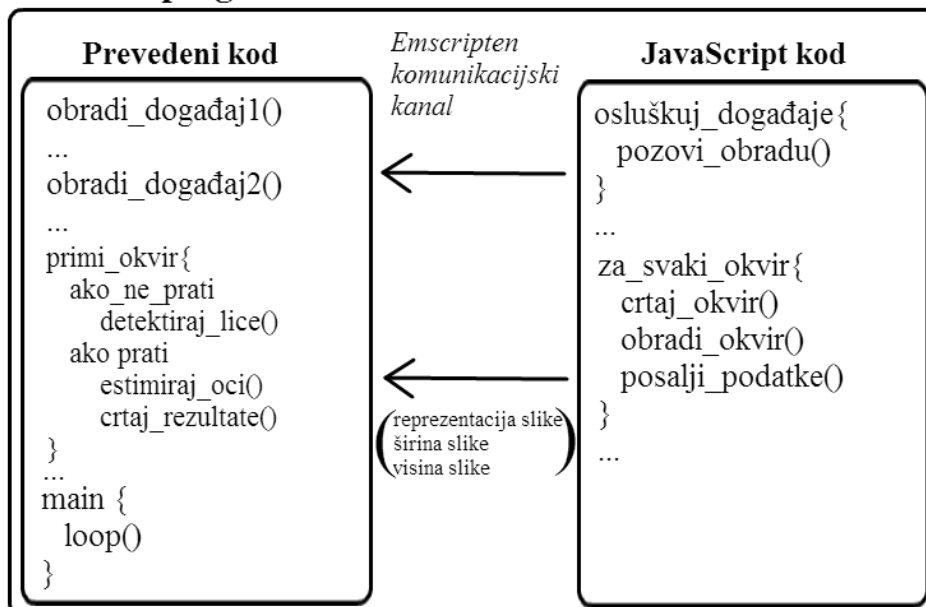 Prevedeni kod
obradi_događaj1()
...
obradi_događaj2()
...
primi_okvir{
ako_ne_prati
detektiraj_lice()
ako prati
estimiraj_oci()
crtaj_rezultate()
}
...
main {
loop()
}
Emscripten
komunikacijski
kanal
(reprezentacija slike)
širina slike
visina slike
JavaScript kod
osluškuj_događaje{
pozovi_obradu()
}
...
za_svaki_okvir{
crtaj_okvir()
obradi_okvir()
posalji_podatke()
}
...